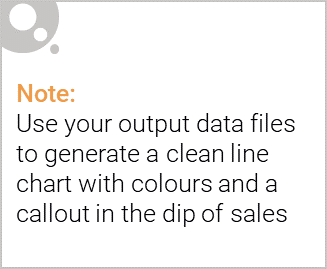 Note:
Use your output data files
to generate a clean line
chart with colours and a
callout in the dip of sales